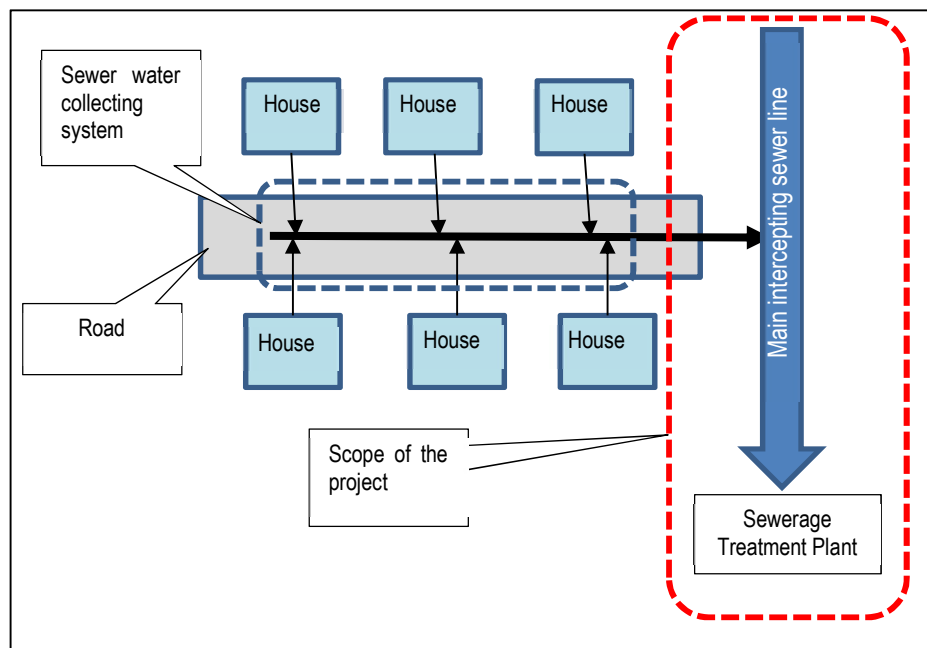 Sewer water
collecting
system
House
House
House
Main intercepting sewer line
Road
House
House
House
Scope of the
project
Sewerage
Treatment Plant